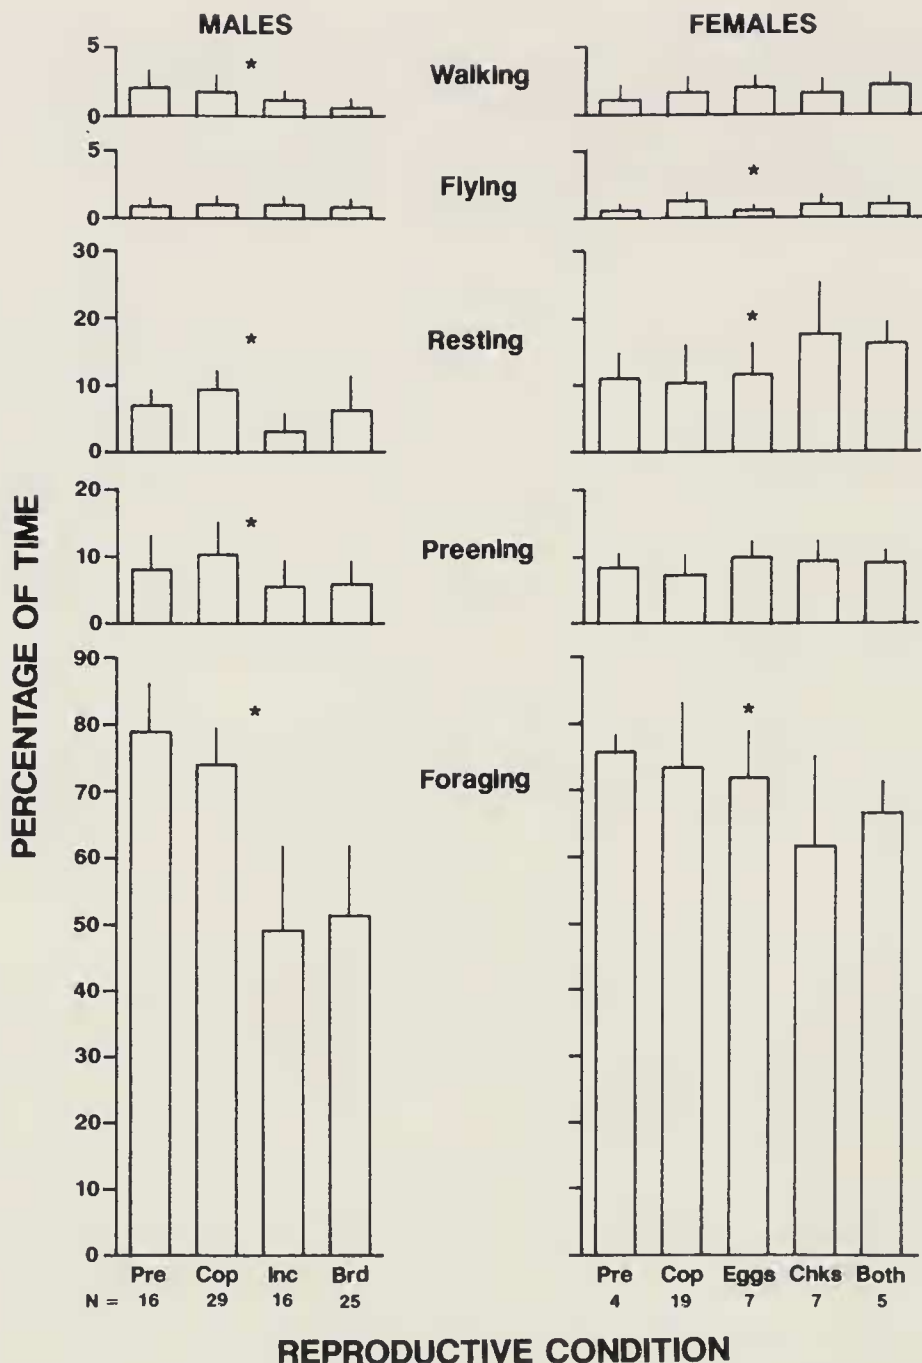 MALES FEMALES
5 * Walking
0
5 Flying *
0
30
20 * Resting *
10
0
20 * Preening
10
0
90
80 * Foraging *
70
60
50
40
30
20
10
0
PERCENTAGE OF TIME
Pre Cop Inc Brd Pre Cop Eggs Chks Both
N = 16 29 16 25 4 19 7 7 5
REPRODUCTIVE CONDITION